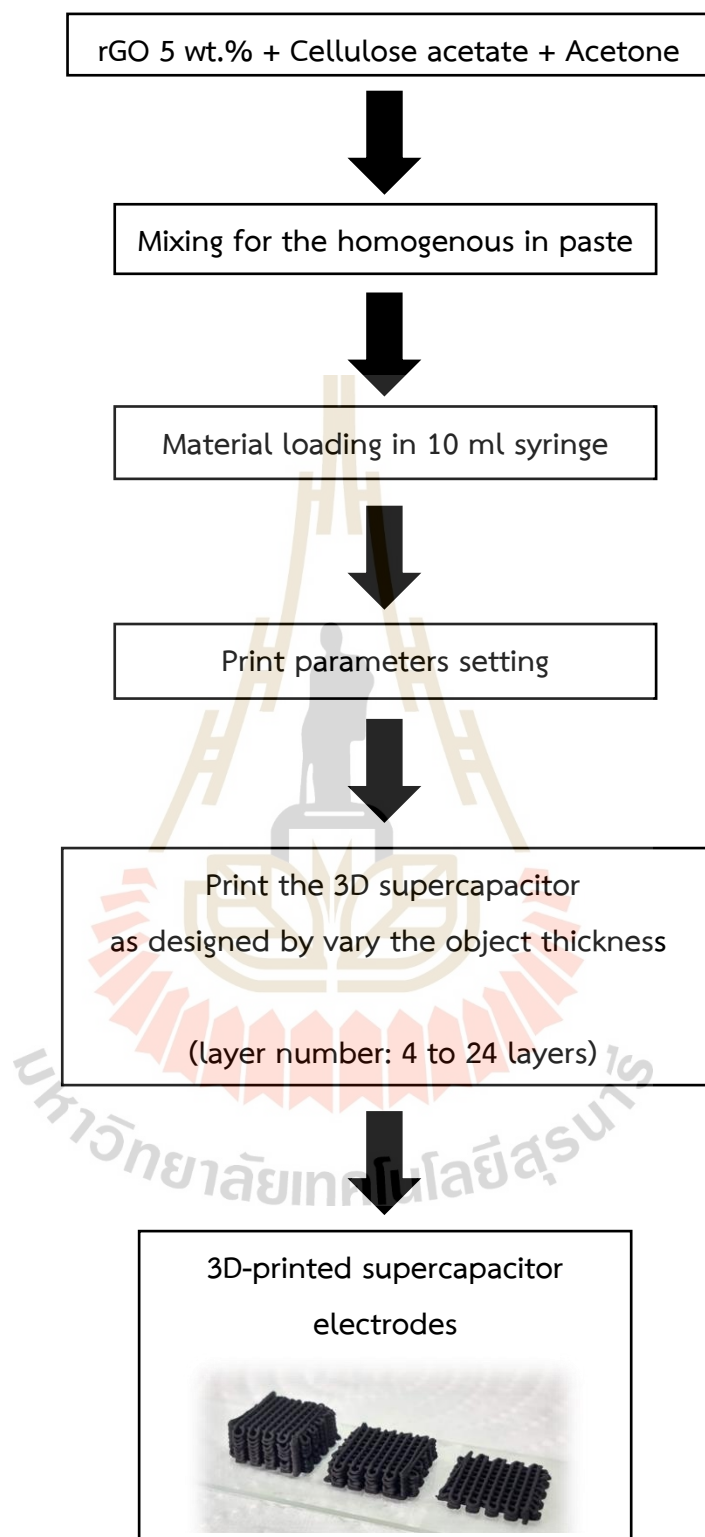 rGO 5 wt.% + Cellulose acetate + Acetone
Mixing for the homogenous in paste
Material loading in 10 ml syringe
Print parameters setting
Print the 3D supercapacitor
as designed by vary the object thickness
(layer number: 4 to 24 layers)
มหาวิทยาลัยเทคโนโลยีสุรนารี
3D-printed supercapacitor
electrodes